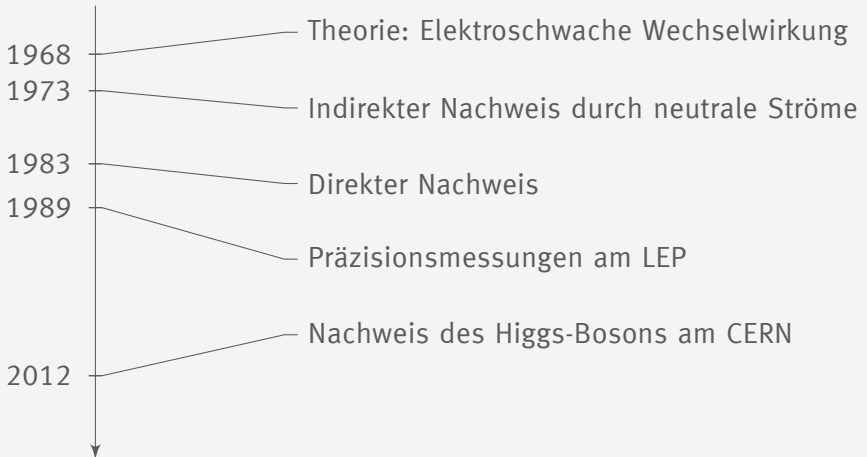 Theorie: Elektroschwache Wechselwirkung
1968
1973
Indirekter Nachweis durch neutrale Ströme
1983
Direkter Nachweis
1989
Präzisionsmessungen am LEP
Nachweis des Higgs-Bosons am CERN
2012